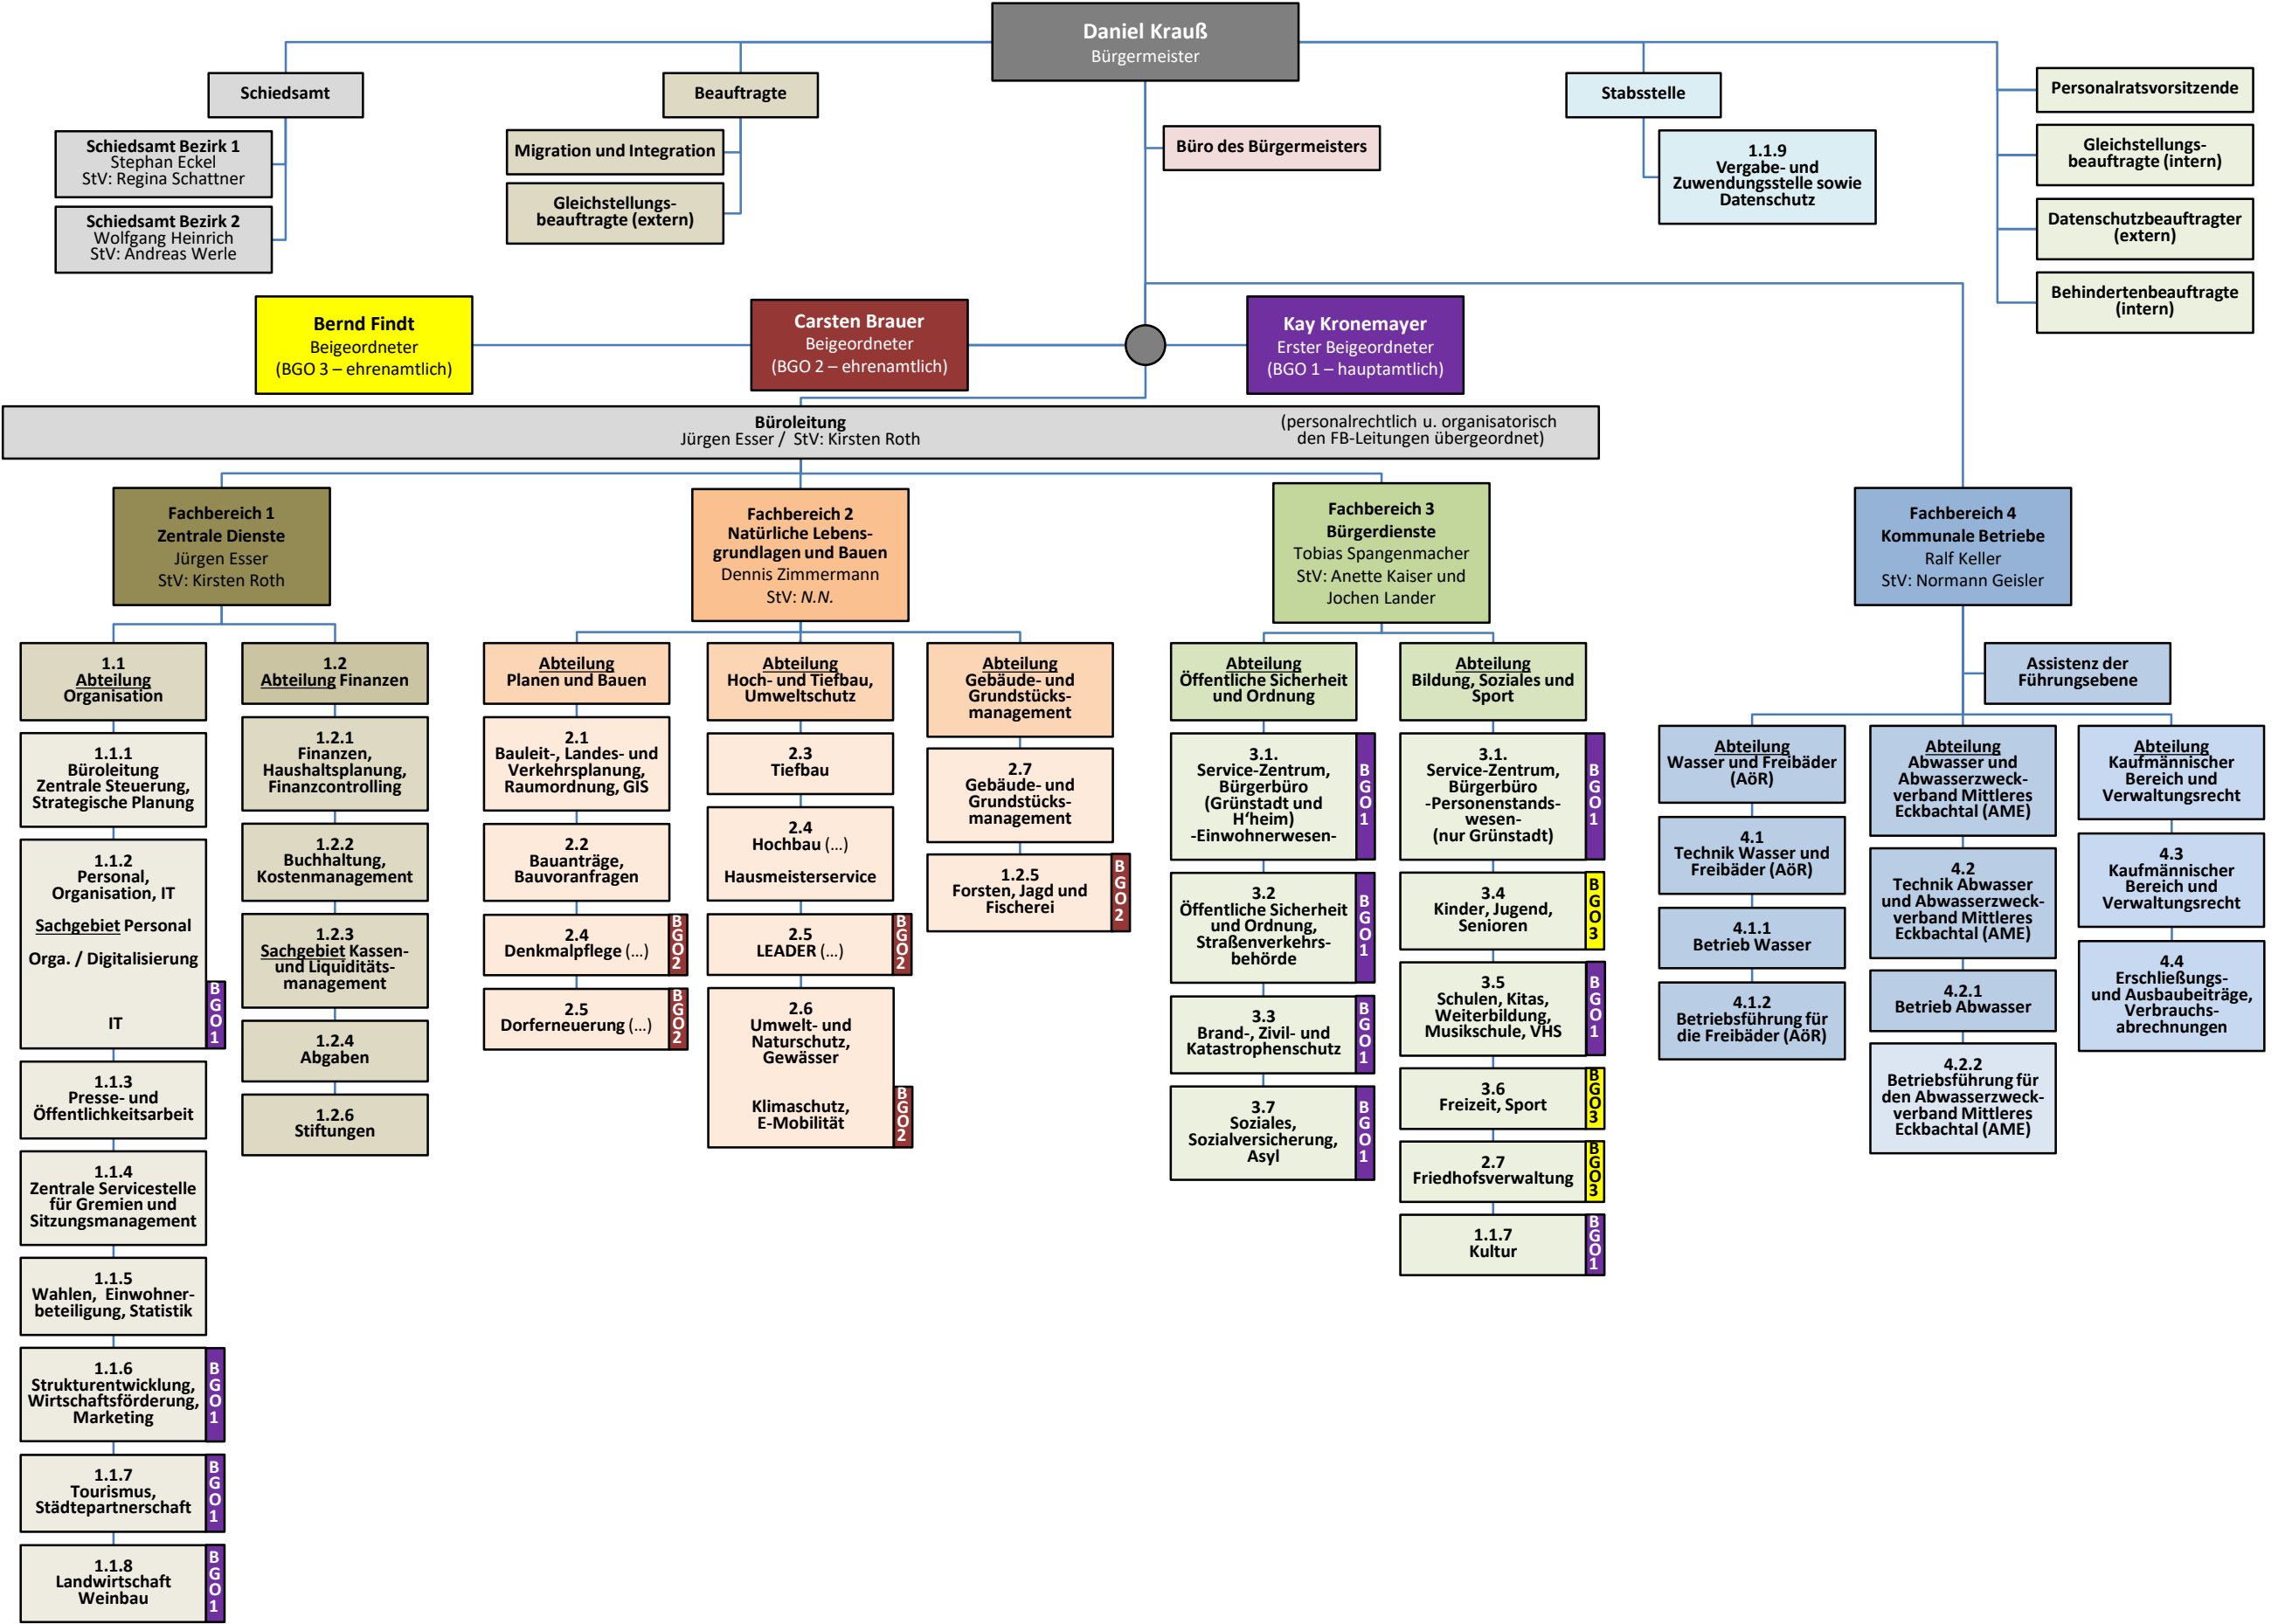 Daniel Krauß
Bürgermeister
Schiedsamt
Beauftragte
Stabsstelle
Personalratsvorsitzende
Schiedsamt Bezirk 1
Stephan Eckel
StV: Regina Schattner
Migration und Integration
Büro des Bürgermeisters
1.1.9
Vergabe- und
Zuwendungsstelle sowie
Datenschutz
Gleichstellungs-
beauftragte (intern)
Schiedsamt Bezirk 2
Wolfgang Heinrich
StV: Andreas Werle
Gleichstellungs-
beauftragte (extern)
Datenschutzbeauftragter
(extern)
Behindertenbeauftragte
(intern)
Bernd Findt
Beigeordneter
(BGO 3 – ehrenamtlich)
Carsten Brauer
Beigeordneter
(BGO 2 – ehrenamtlich)
Kay Kronemayer
Erster Beigeordneter
(BGO 1 – hauptamtlich)
Büroleitung
Jürgen Esser / StV: Kirsten Roth
(personalrechtlich u. organisatorisch
den FB-Leitungen übergeordnet)
Fachbereich 1
Zentrale Dienste
Jürgen Esser
StV: Kirsten Roth
Fachbereich 2
Natürliche Lebens-
grundlagen und Bauen
Dennis Zimmermann
StV: N.N.
Fachbereich 3
Bürgerdienste
Tobias Spangenmacher
StV: Anette Kaiser und
Jochen Lander
Fachbereich 4
Kommunale Betriebe
Ralf Keller
StV: Normann Geisler
1.1
Abteilung
Organisation
1.1.1
Büroleitung
Zentrale Steuerung,
Strategische Planung
1.1.2
Personal,
Organisation, IT
Sachgebiet Personal
Orga. / Digitalisierung
IT
BGO1
1.1.3
Presse- und
Öffentlichkeitsarbeit
1.1.4
Zentrale Servicestelle
für Gremien und
Sitzungsmanagement
1.1.5
Wahlen, Einwohner-
beteiligung, Statistik
1.1.6
Strukturentwicklung,
Wirtschaftsförderung,
Marketing
BGO1
1.1.7
Tourismus,
Städtepartnerschaft
BGO1
1.1.8
Landwirtschaft
Weinbau
BGO1
1.2
Abteilung Finanzen
1.2.1
Finanzen,
Haushaltsplanung,
Finanzcontrolling
1.2.2
Buchhaltung,
Kostenmanagement
1.2.3
Sachgebiet Kassen-
und Liquiditäts-
management
1.2.4
Abgaben
1.2.6
Stiftungen
Abteilung
Planen und Bauen
2.1
Bauleit-, Landes- und
Verkehrsplanung,
Raumordnung, GIS
2.2
Bauanträge,
Bauvoranfragen
2.4
Denkmalpflege (...)
BGO2
2.5
Dorferneuerung (...)
BGO2
Abteilung
Hoch- und Tiefbau,
Umweltschutz
2.3
Tiefbau
2.4
Hochbau (...)
Hausmeisterservice
2.5
LEADER (...)
BGO2
2.6
Umwelt- und
Naturschutz,
Gewässer
Klimaschutz,
E-Mobilität
BGO2
Abteilung
Gebäude- und
Grundstücks-
management
2.7
Gebäude- und
Grundstücks-
management
1.2.5
Forsten, Jagd und
Fischerei
BGO2
Abteilung
Öffentliche Sicherheit
und Ordnung
3.1.
Service-Zentrum,
Bürgerbüro
(Grünstadt und
H‘heim)
-Einwohnerwesen-
BGO1
3.2
Öffentliche Sicherheit
und Ordnung,
Straßenverkehrs-
behörde
BGO1
3.3
Brand-, Zivil- und
Katastrophenschutz
BGO1
3.7
Soziales,
Sozialversicherung,
Asyl
BGO1
Abteilung
Bildung, Soziales und
Sport
3.1.
Service-Zentrum,
Bürgerbüro
-Personenstands-
wesen-
(nur Grünstadt)
BGO1
3.4
Kinder, Jugend,
Senioren
BGO3
3.5
Schulen, Kitas,
Weiterbildung,
Musikschule, VHS
BGO1
3.6
Freizeit, Sport
BGO3
2.7
Friedhofsverwaltung
BGO3
1.1.7
Kultur
BGO1
Assistenz der
Führungsebene
Abteilung
Wasser und Freibäder
(AöR)
4.1
Technik Wasser und
Freibäder (AöR)
4.1.1
Betrieb Wasser
4.1.2
Betriebsführung für
die Freibäder (AöR)
Abteilung
Abwasser und
Abwasserzweck-
verband Mittleres
Eckbachtal (AME)
4.2
Technik Abwasser
und Abwasserzweck-
verband Mittleres
Eckbachtal (AME)
4.2.1
Betrieb Abwasser
4.2.2
Betriebsführung für
den Abwasserzweck-
verband Mittleres
Eckbachtal (AME)
Abteilung
Kaufmännischer
Bereich und
Verwaltungsrecht
4.3
Kaufmännischer
Bereich und
Verwaltungsrecht
4.4
Erschließungs-
und Ausbaubeiträge,
Verbrauchs-
abrechnungen